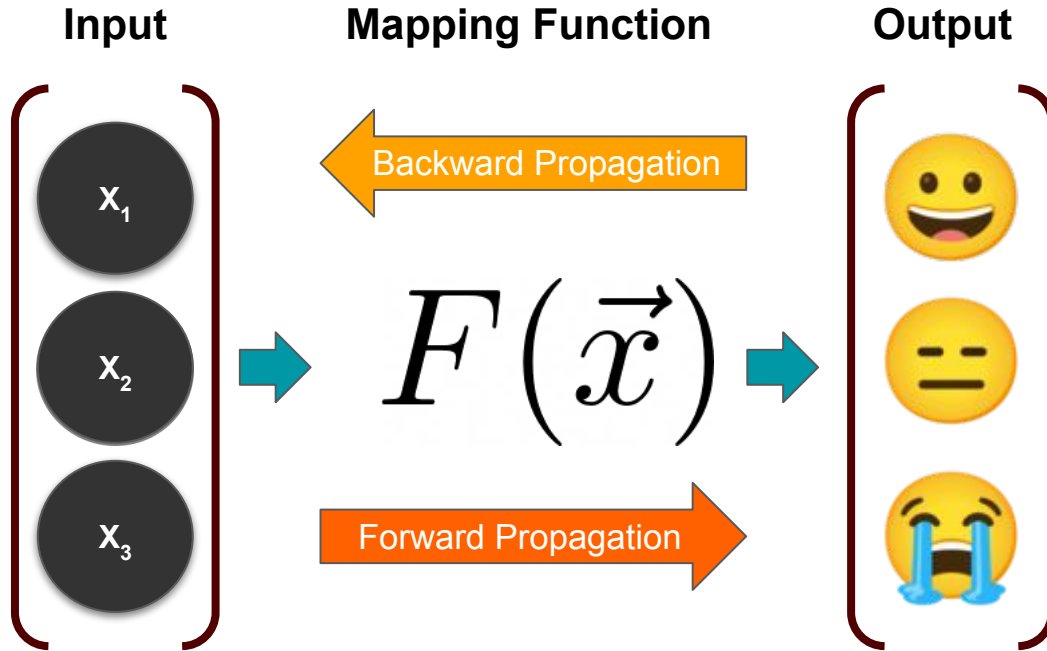 Input
Mapping Function
Output
X₁
Backward Propagation
X₂
F(x⃗)
X₃
Forward Propagation